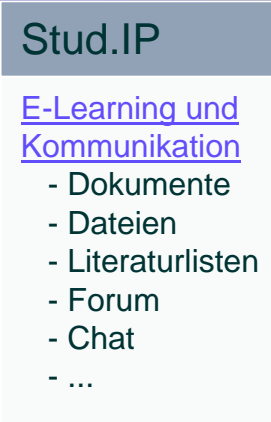 Stud.IP
E-Learning und
Kommunikation
- Dokumente
- Dateien
- Literaturlisten
- Forum
- Chat
- ...